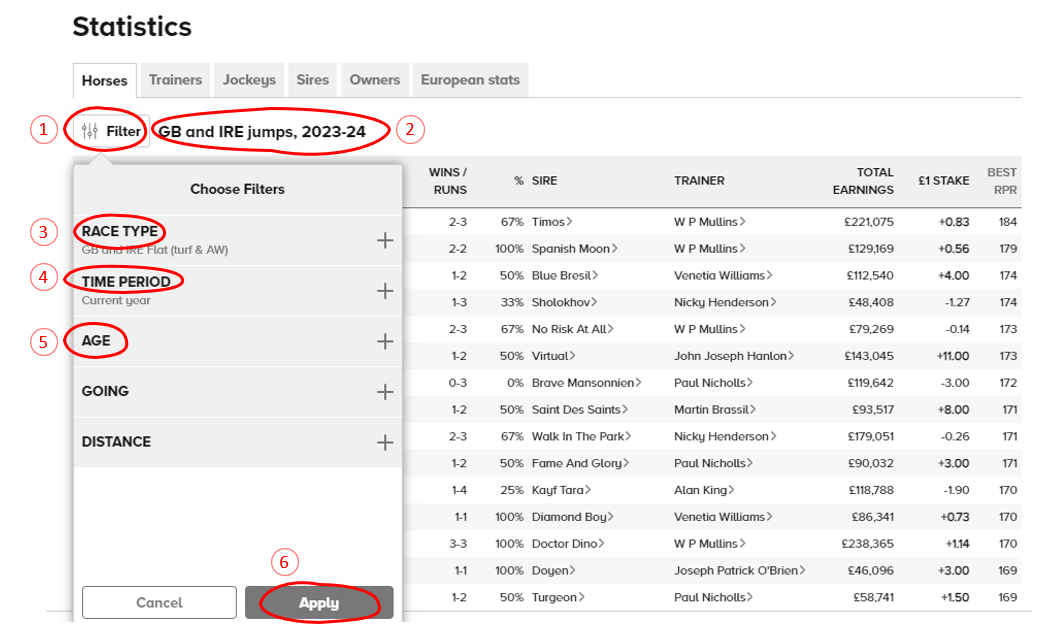 Statistics
Horses Trainers Jockeys Sires Owners European stats
1 Filter GB and IRE jumps, 2023-24 2
WINS / RUNS % SIRE TRAINER TOTAL EARNINGS £1 STAKE BEST RPR
Choose Filters
3 RACE TYPE
GB and IRE Flat (turf & AW)
4 TIME PERIOD
Current year
5 AGE
GOING
DISTANCE
6
Cancel Apply
2-3 67% Timos> W P Mullins> £221,075 +0.83 184
2-2 100% Spanish Moon> W P Mullins> £129,169 +0.56 179
1-2 50% Blue Bresil> Venetia Williams> £112,540 +4.00 174
1-3 33% Sholokhov> Nicky Henderson> £48,408 -1.27 174
2-3 67% No Risk At All> W P Mullins> £79,269 -0.14 173
1-2 50% Virtual> John Joseph Hanlon> £143,045 +11.00 173
0-3 0% Brave Mansonnien> Paul Nicholls> £119,642 -3.00 172
1-2 50% Saint Des Saints> Martin Brassil> £93,517 +8.00 171
2-3 67% Walk In The Park> Nicky Henderson> £179,051 -0.26 171
1-2 50% Fame And Glory> Paul Nicholls> £90,032 +3.00 171
1-4 25% Kayf Tara> Alan King> £118,788 -1.90 170
1-1 100% Diamond Boy> Venetia Williams> £86,341 +0.73 170
3-3 100% Doctor Dino> W P Mullins> £238,365 +1.14 170
1-1 100% Doyen> Joseph Patrick O'Brien> £46,096 +3.00 169
1-2 50% Turgeon> Paul Nicholls> £58,741 +1.50 169